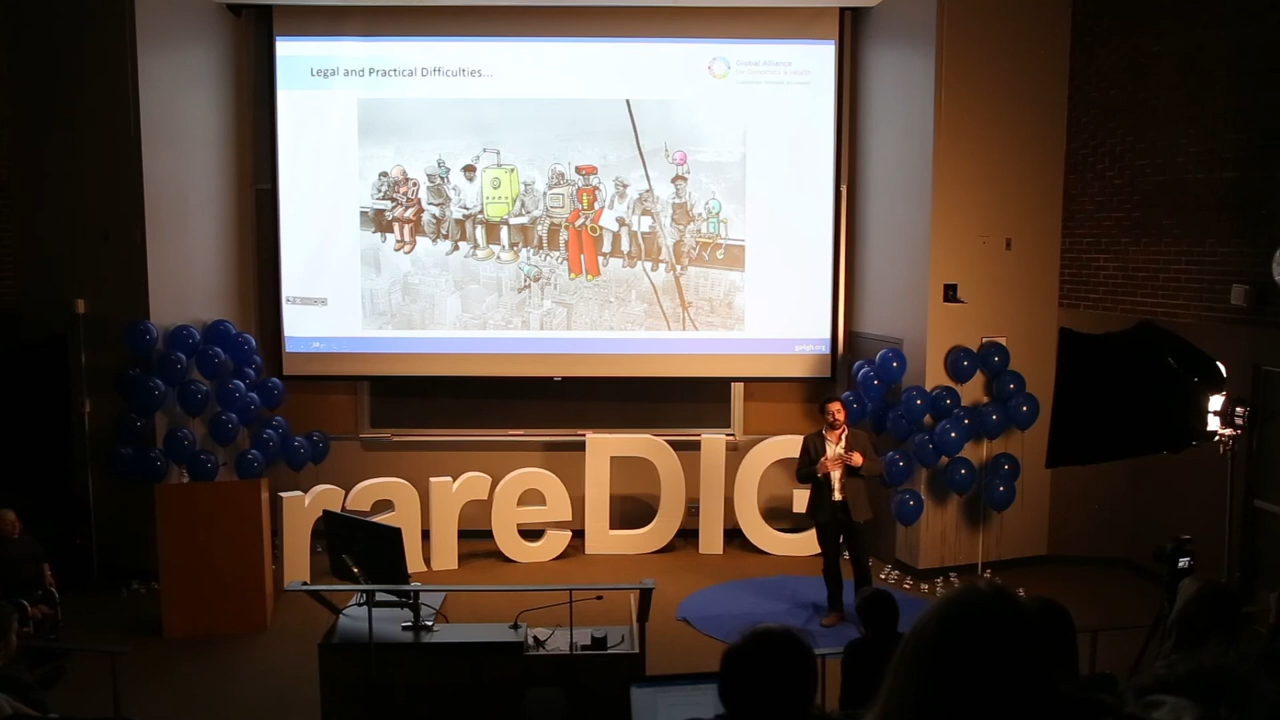 Legal and Practical Difficulties...
Global Alliance
for Genomics & Health
rareDIG
ga4gh.org